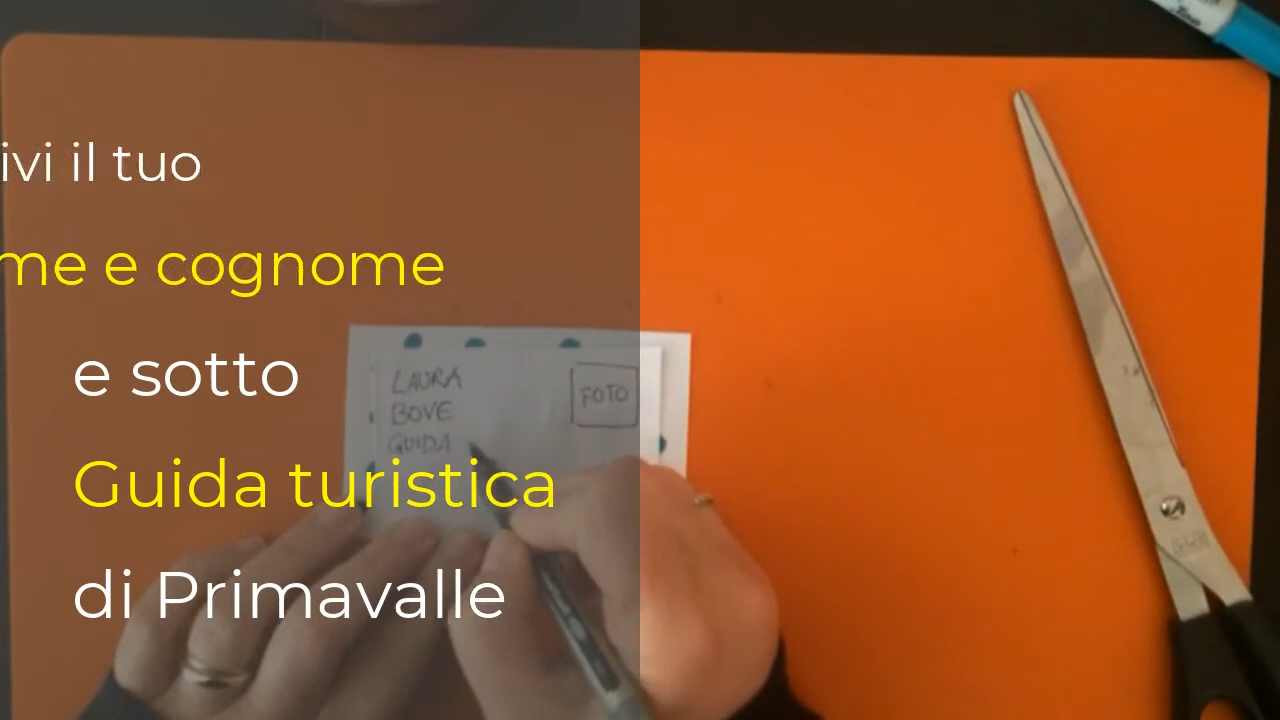 ivi il tuo
me e cognome
e sotto
Guida turistica
di Primavalle
LAURA
BOVE
GUIDA
FOTO